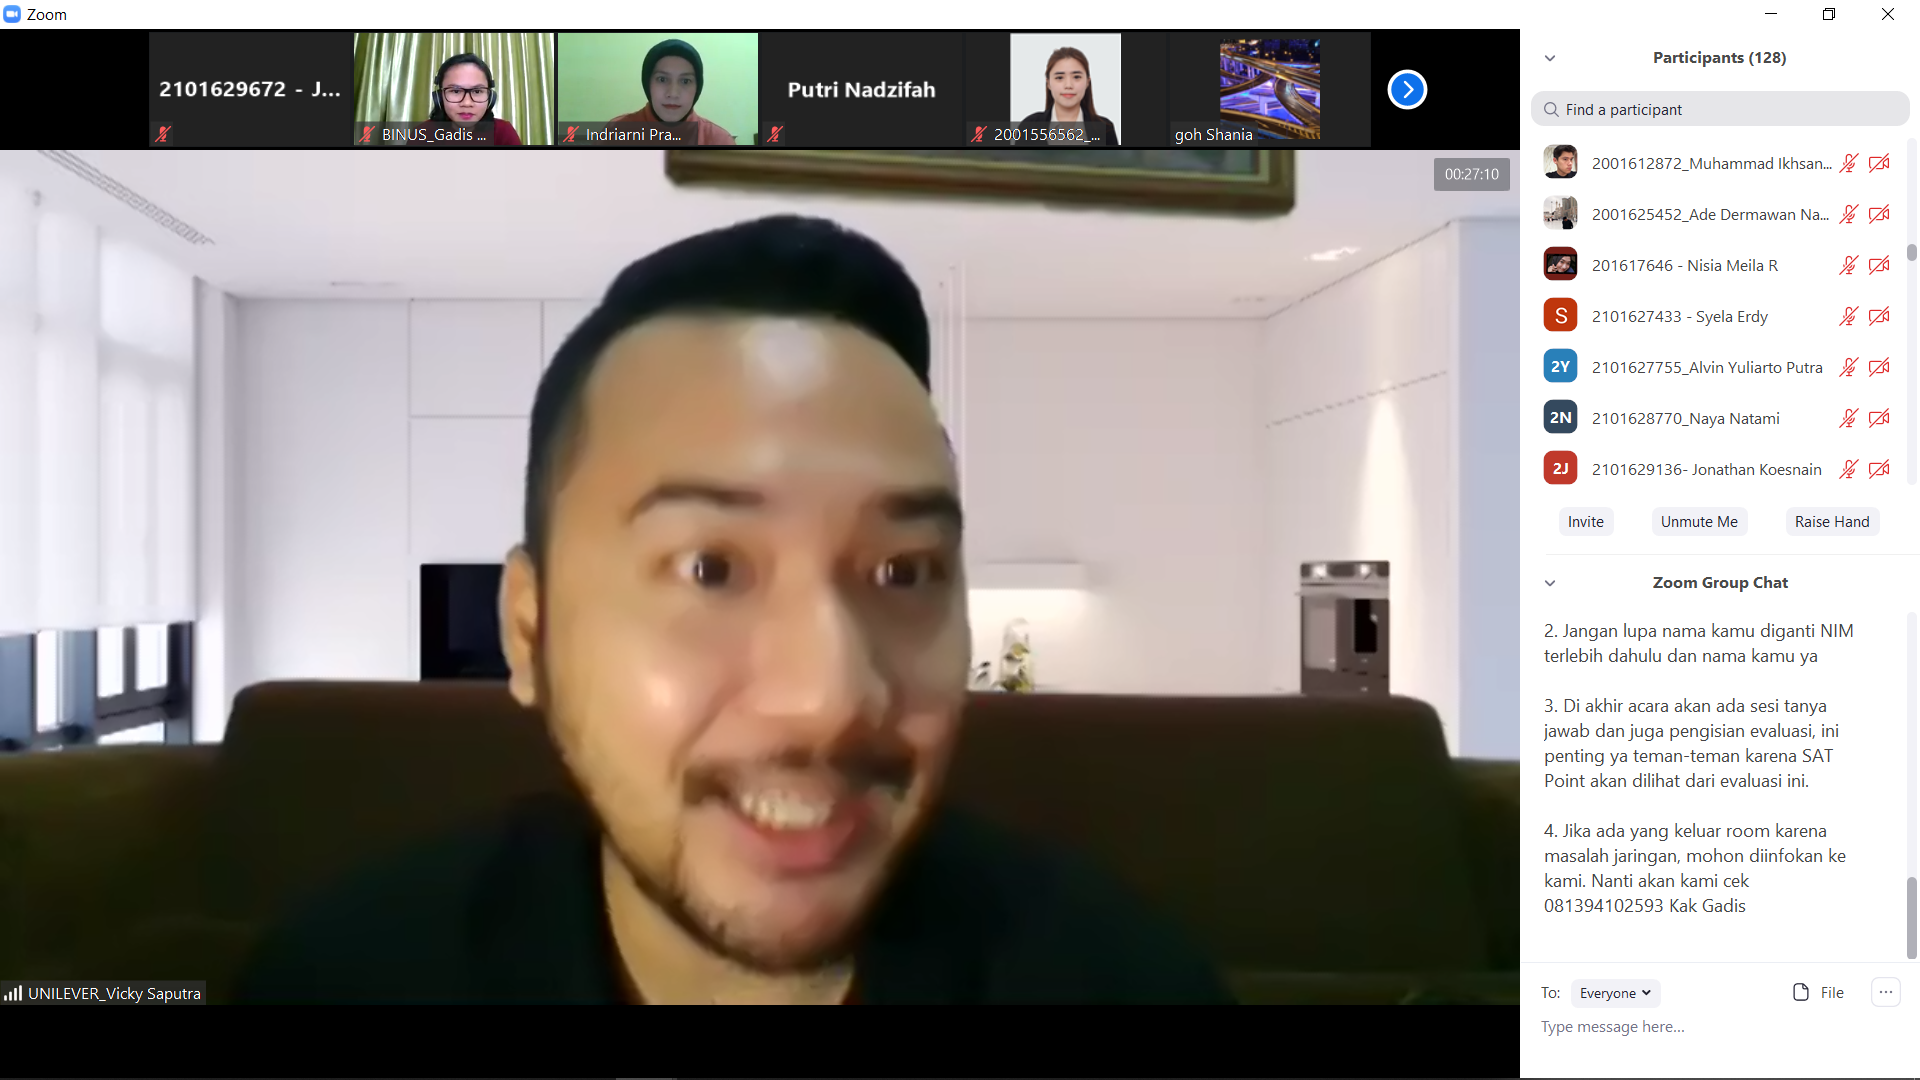 Zoom
2101629672 - J...
BINUS_Gadis ...
Indriarni Pra...
Putri Nadzifah
2001556562_...
goh Shania
00:27:10
UNILEVER_Vicky Saputra
Participants (128)
Find a participant
2001612872_Muhammad Ikhsan...
2001625452_Ade Dermawan Na...
201617646 - Nisia Meila R
S
2101627433 - Syela Erdy
2Y
2101627755_Alvin Yuliarto Putra
2N
2101628770_Naya Natami
2J
2101629136- Jonathan Koesnain
Invite
Unmute Me
Raise Hand
Zoom Group Chat
2. Jangan lupa nama kamu diganti NIM
terlebih dahulu dan nama kamu ya
3. Di akhir acara akan ada sesi tanya
jawab dan juga pengisian evaluasi, ini
penting ya teman-teman karena SAT
Point akan dilihat dari evaluasi ini.
4. Jika ada yang keluar room karena
masalah jaringan, mohon diinfokan ke
kami. Nanti akan kami cek
081394102593 Kak Gadis
To:
Everyone
File
...
Type message here...